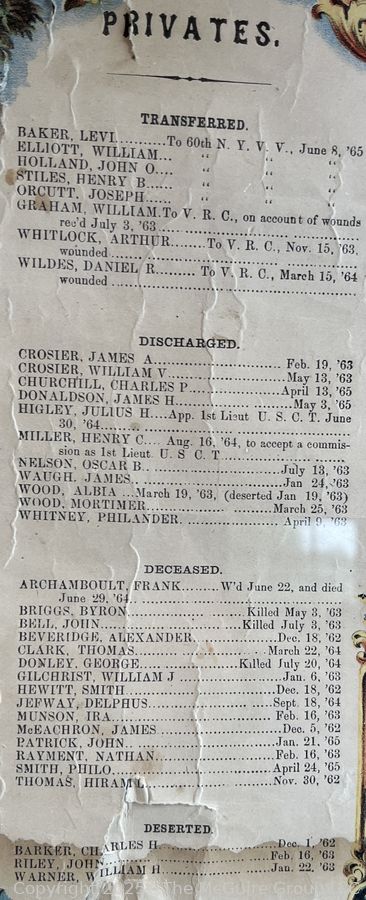 PRIVATES.
TRANSFERRED.
BAKER, LEVI...........To 60th N. Y. V. V., June 8, '65
ELLIOTT, WILLIAM... “ “ “
HOLLAND, JOHN O.... “ “ “
STILES, HENRY B..... “ “ “
ORCUTT, JOSEPH...... “ “ “
GRAHAM, WILLIAM.To V. R. C., on account of wounds
rec'd July 3, '63
WHITLOCK, ARTHUR.......To V. R. C., Nov. 15, '63,
wounded
WILDES, DANIEL R........ To V. R. C., March 15, '64
wounded
DISCHARGED.
CROSIER, JAMES A............ Feb. 19, '63
CROSIER, WILLIAM V............May 13, '63
CHURCHILL, CHARLES P............April 13, '65
DONALDSON, JAMES H............May 3, '65
HIGLEY, JULIUS H....App. 1st Lieut U. S. C. T. June
30, '64
MILLER, HENRY C.... Aug. 16, '64, to accept a commis-
sion as 1st Lieut U S C T
NELSON, OSCAR B............July 13, '63
WAUGH, JAMES............Jan 24, '63
WOOD, ALBIA ...March 19, '63, (deserted Jan 19, '63)
WOOD, MORTIMER............March 25, '63
WHITNEY, PHILANDER............April 9, '63
DECEASED.
ARCHAMBOULT, FRANK.........W'd June 22, and died
June 29, '64
BRIGGS, BYRON............Killed May 3, '63
BELL, JOHN............Killed July 3, '63
BEVERIDGE, ALEXANDER............Dec. 18, '62
CLARK, THOMAS............March 22, '64
DONLEY, GEORGE............Killed July 20, '64
GILCHRIST, WILLIAM J............Jan. 6, '63
HEWITT, SMITH............Dec. 18, '62
JEFWAY, DELPHUS............Sept. 18, '64
MUNSON, IRA............Feb. 16, '63
McEACHRON, JAMES............Dec. 5, '62
PATRICK, JOHN............Jan. 21, '65
RAYMENT, NATHAN............Feb. 16, '63
SMITH, PHILO............April 24, '65
THOMAS, HIRAM L............Nov. 30, '62
DESERTED.
BARKER, CHARLES H............Dec. 1, '62
RILEY, JOHN............Feb. 16, '63
WARNER, WILLIAM H............Jan. 22, '63
Copyright 2025 The McGuire Group